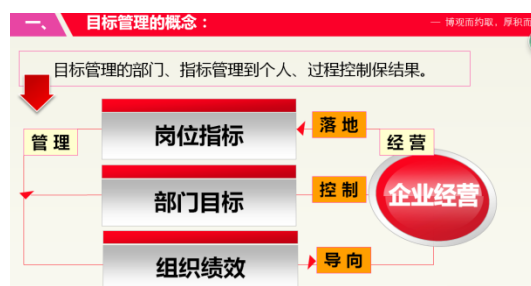 一、 目标管理的概念： — 博观而约取，厚积而
目标管理的部门、指标管理到个人、过程控制保结果。
岗位指标 落地
管理 经营
部门目标 控制 企业经营
组织绩效 导向